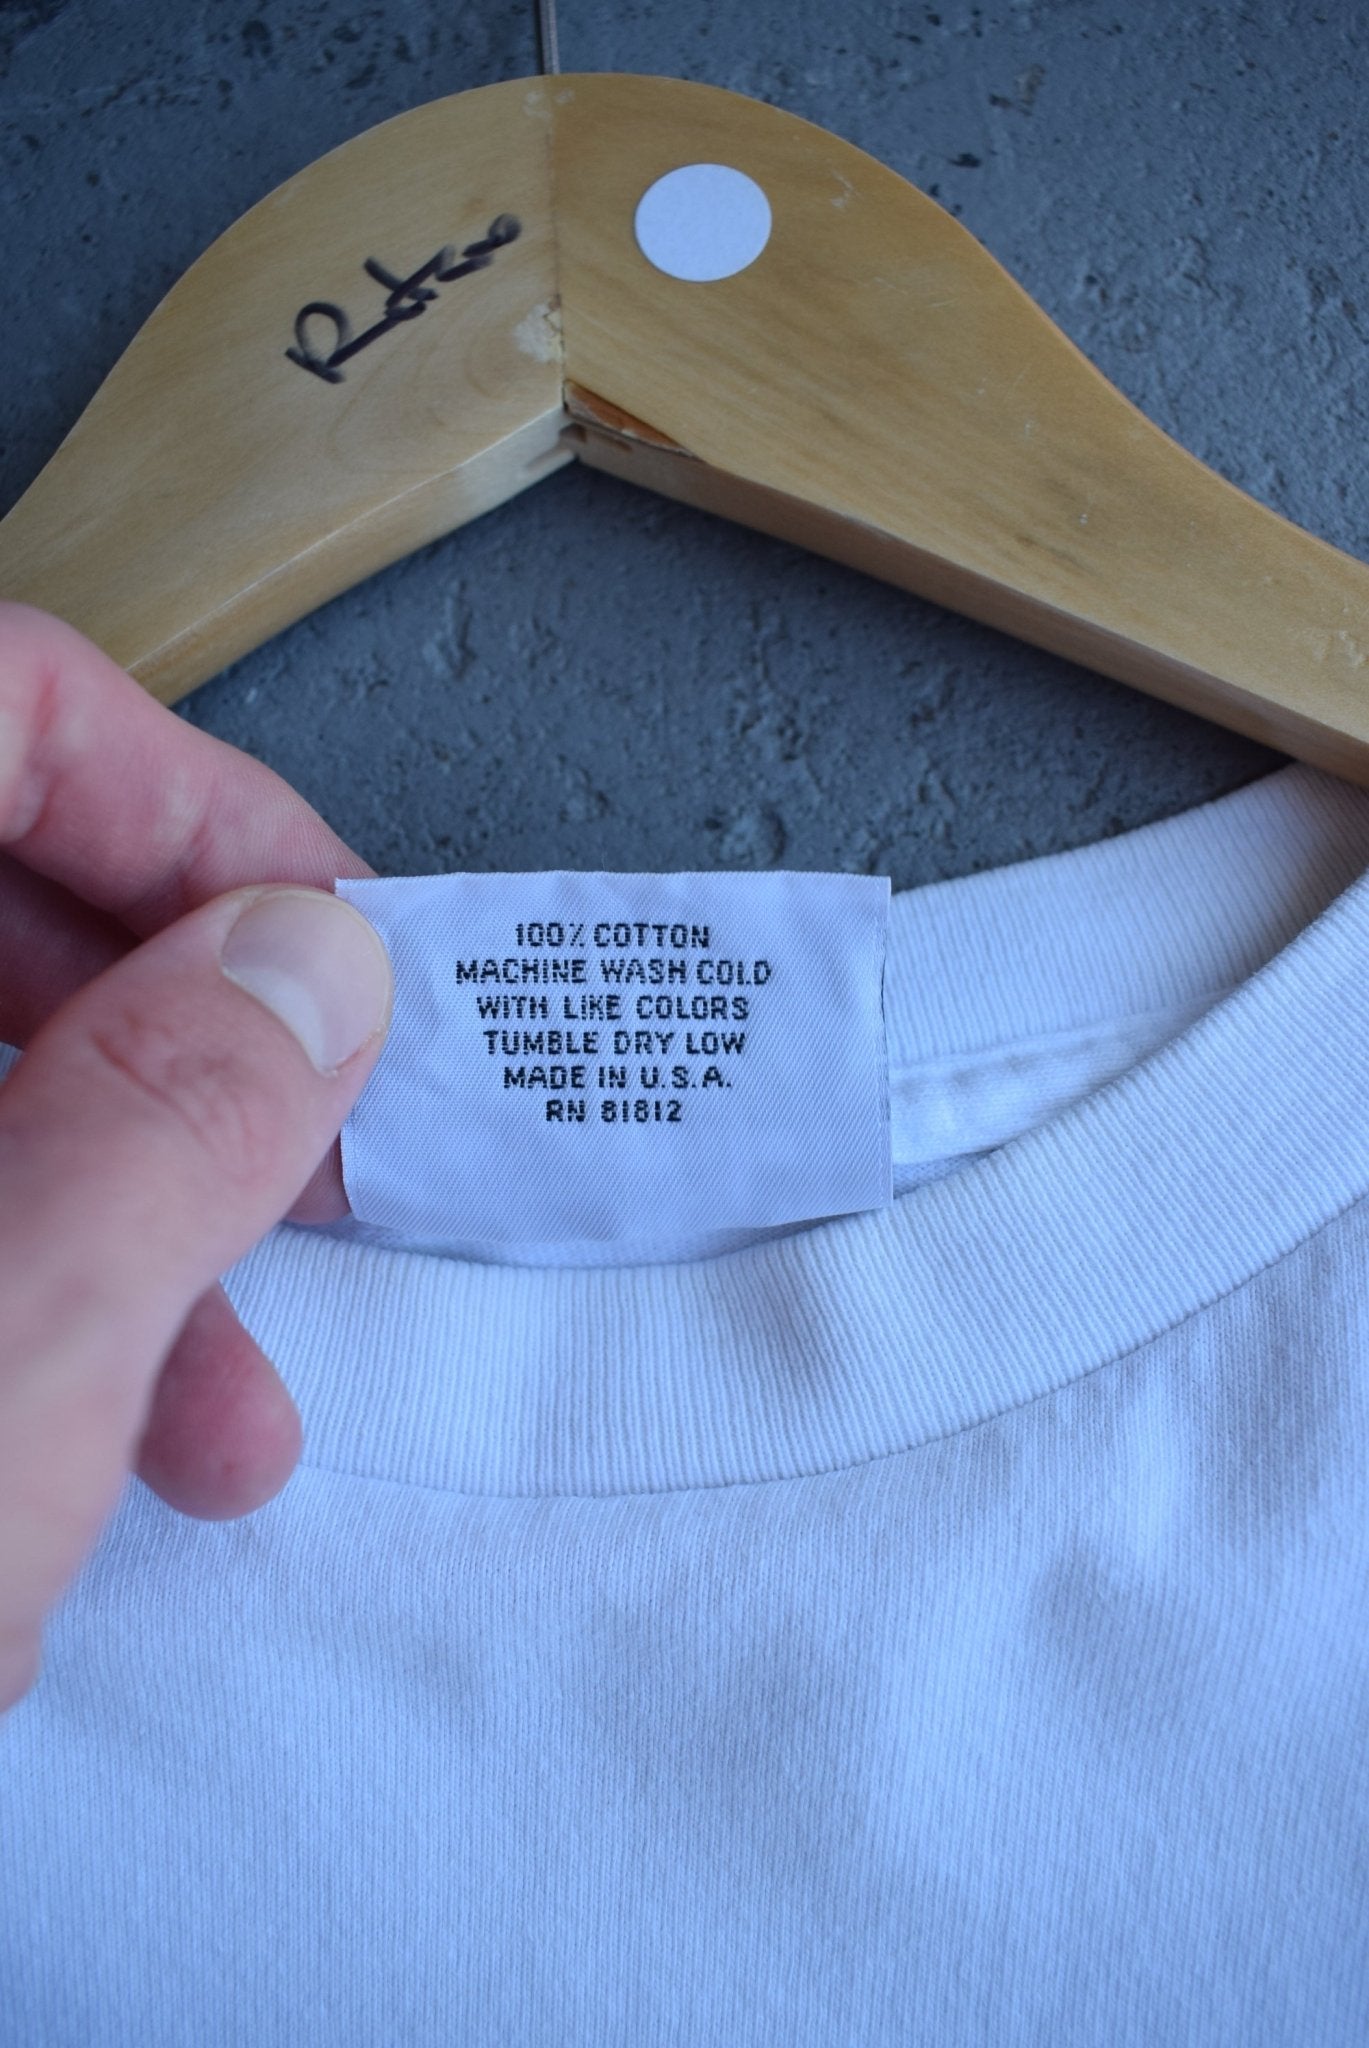 100% COTTON
MACHINE WASH COLD
WITH LIKE COLORS
TUMBLE DRY LOW
MADE IN U.S.A.
RN 81812